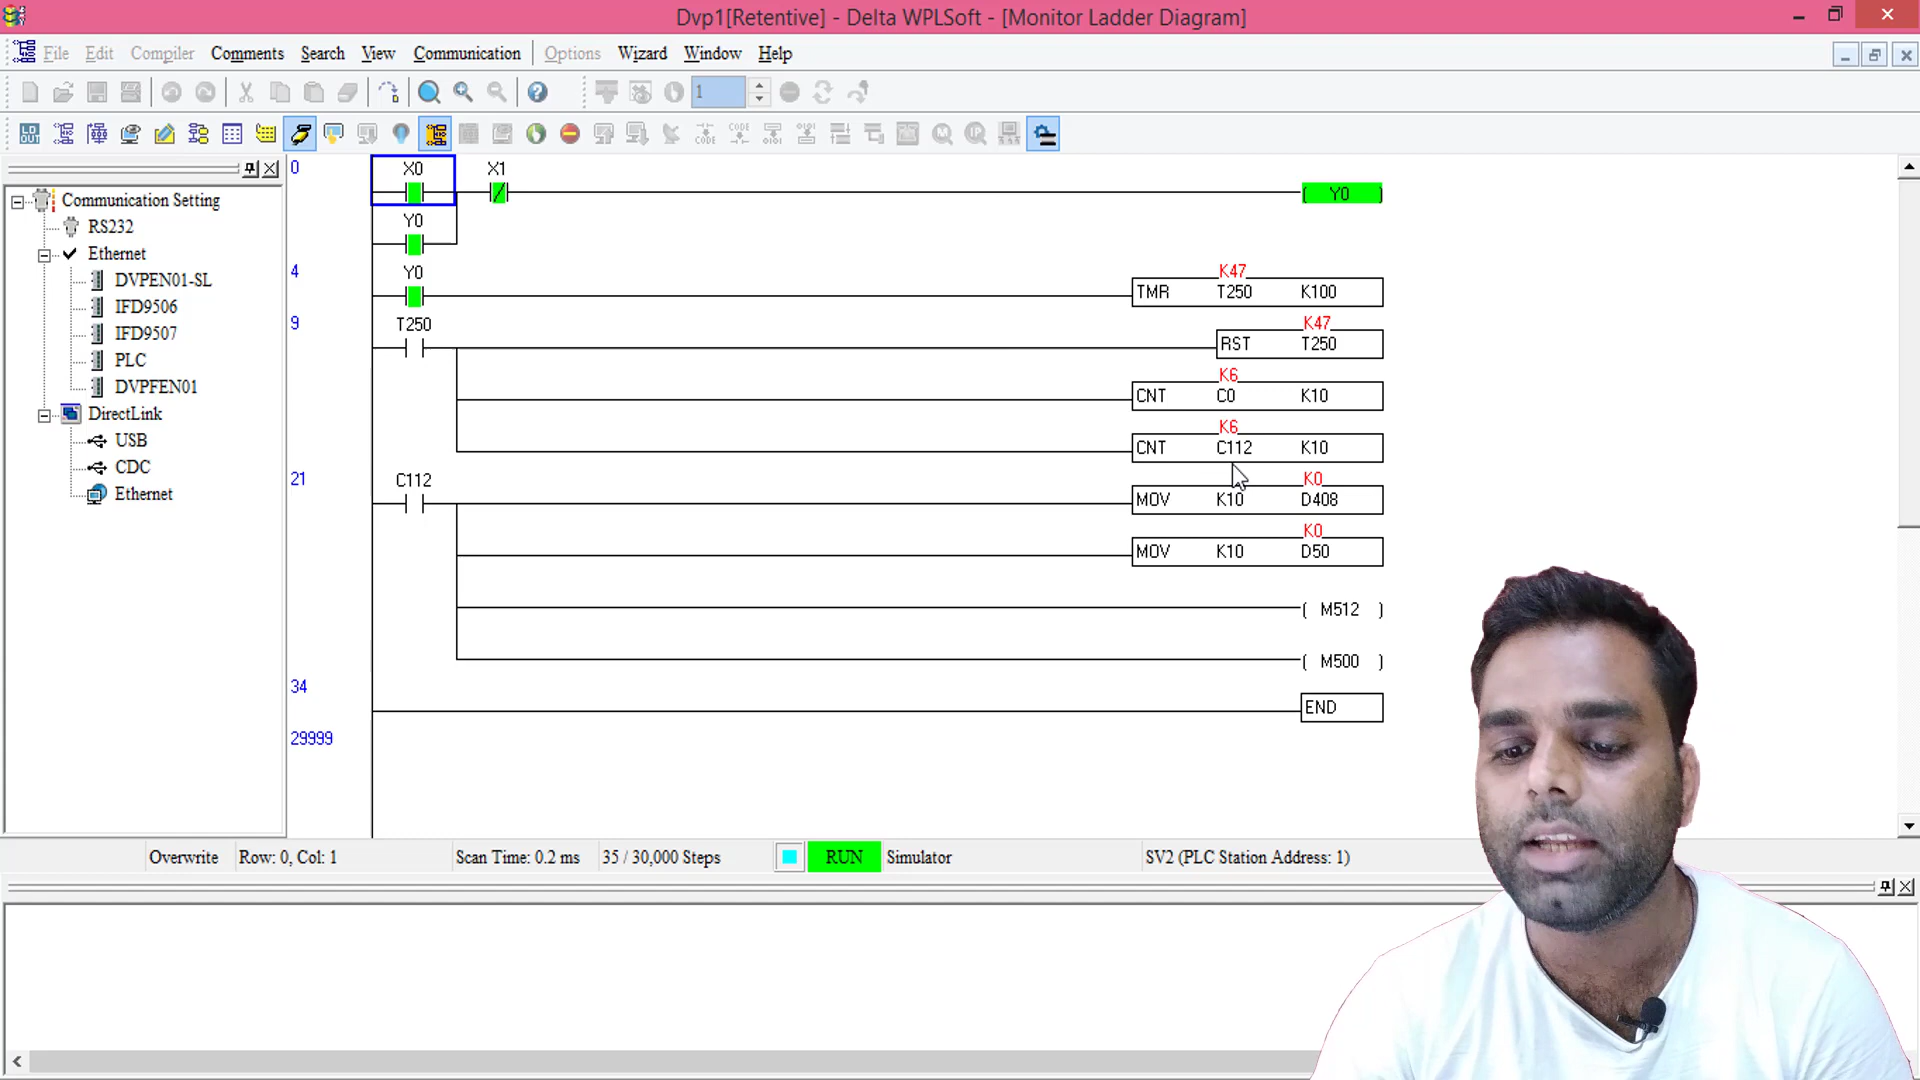 Dvp1[Retentive] - Delta WPLSoft - [Monitor Ladder Diagram]
File Edit Compiler Comments Search View Communication Options Wizard Window Help
1
Communication Setting
RS232
Ethernet
DVPEN01-SL
IFD9506
IFD9507
PLC
DVPFEN01
DirectLink
USB
CDC
Ethernet
0 X0 X1
Y0
Y0
4 Y0 K47
TMR T250 K100
9 T250 K47
RST T250
K6
CNT C0 K10
K6
CNT C112 K10
21 C112 K0
MOV K10 D408
K0
MOV K10 D50
M512
M500
34
END
29999
Overwrite Row: 0, Col: 1 Scan Time: 0.2 ms 35 / 30,000 Steps RUN Simulator SV2 (PLC Station Address: 1)